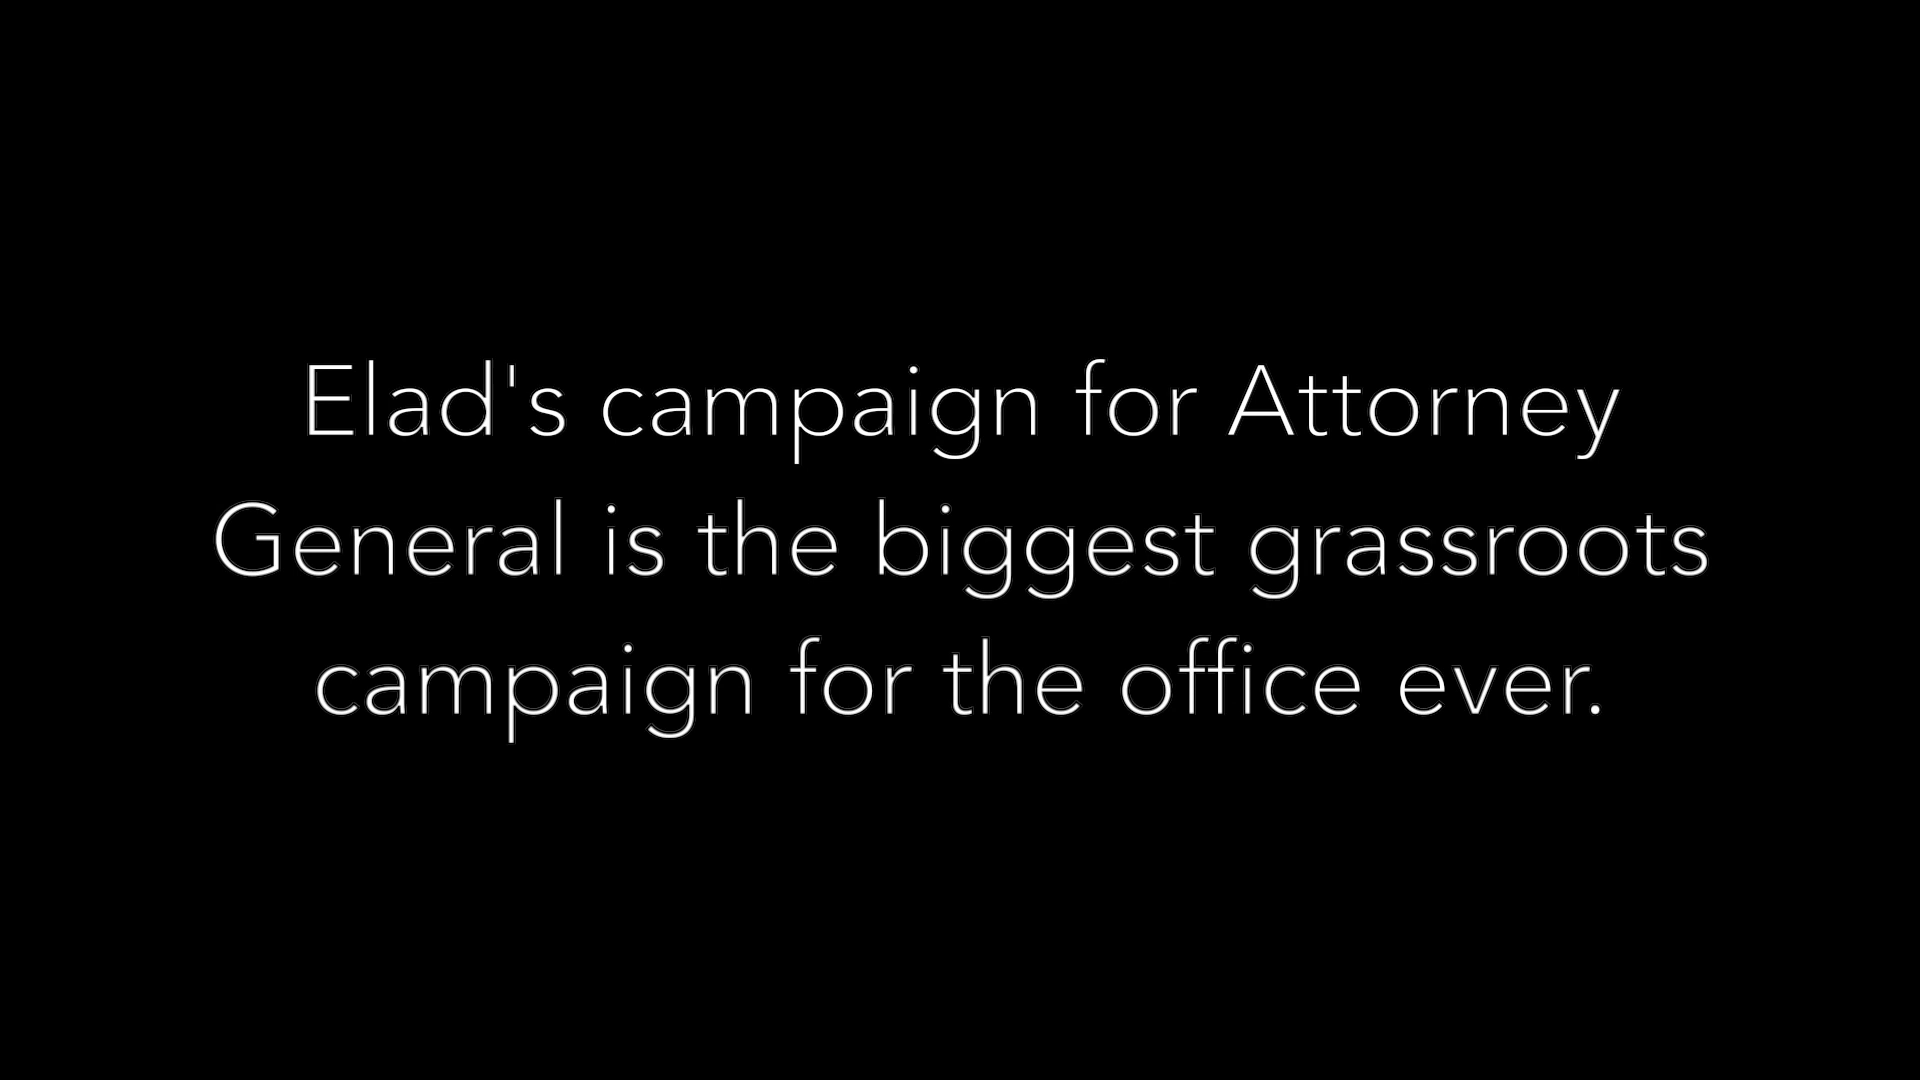 Elad's campaign for Attorney
General is the biggest grassroots
campaign for the office ever.